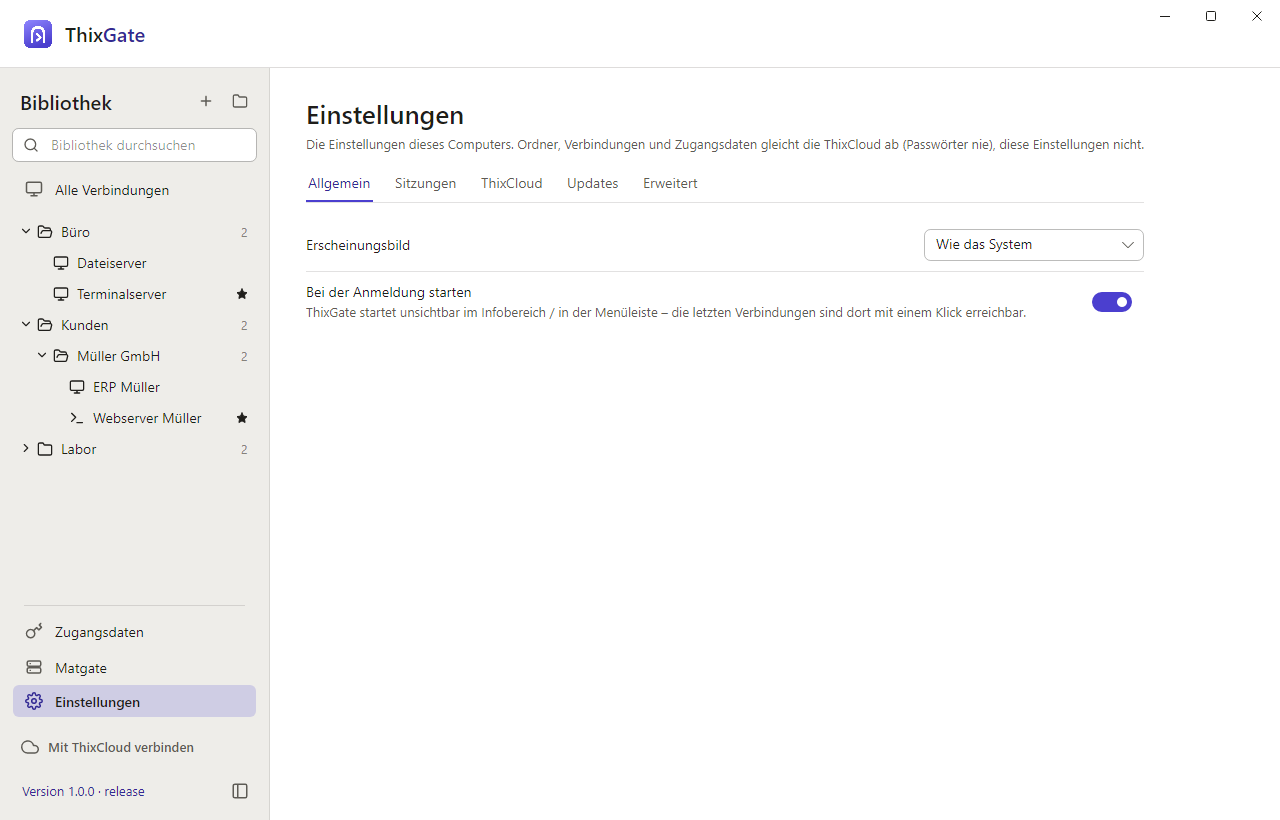 ThixGate
Bibliothek
Bibliothek durchsuchen
Alle Verbindungen
Büro 2
Dateiserver
Terminalserver
Kunden 2
Müller GmbH 2
ERP Müller
Webserver Müller
Labor 2
Zugangsdaten
Matgate
Einstellungen
Mit ThixCloud verbinden
Version 1.0.0 · release
Einstellungen
Die Einstellungen dieses Computers. Ordner, Verbindungen und Zugangsdaten gleicht die ThixCloud ab (Passwörter nie), diese Einstellungen nicht.
Allgemein Sitzungen ThixCloud Updates Erweitert
Erscheinungsbild Wie das System
Bei der Anmeldung starten
ThixGate startet unsichtbar im Infobereich / in der Menüleiste – die letzten Verbindungen sind dort mit einem Klick erreichbar.